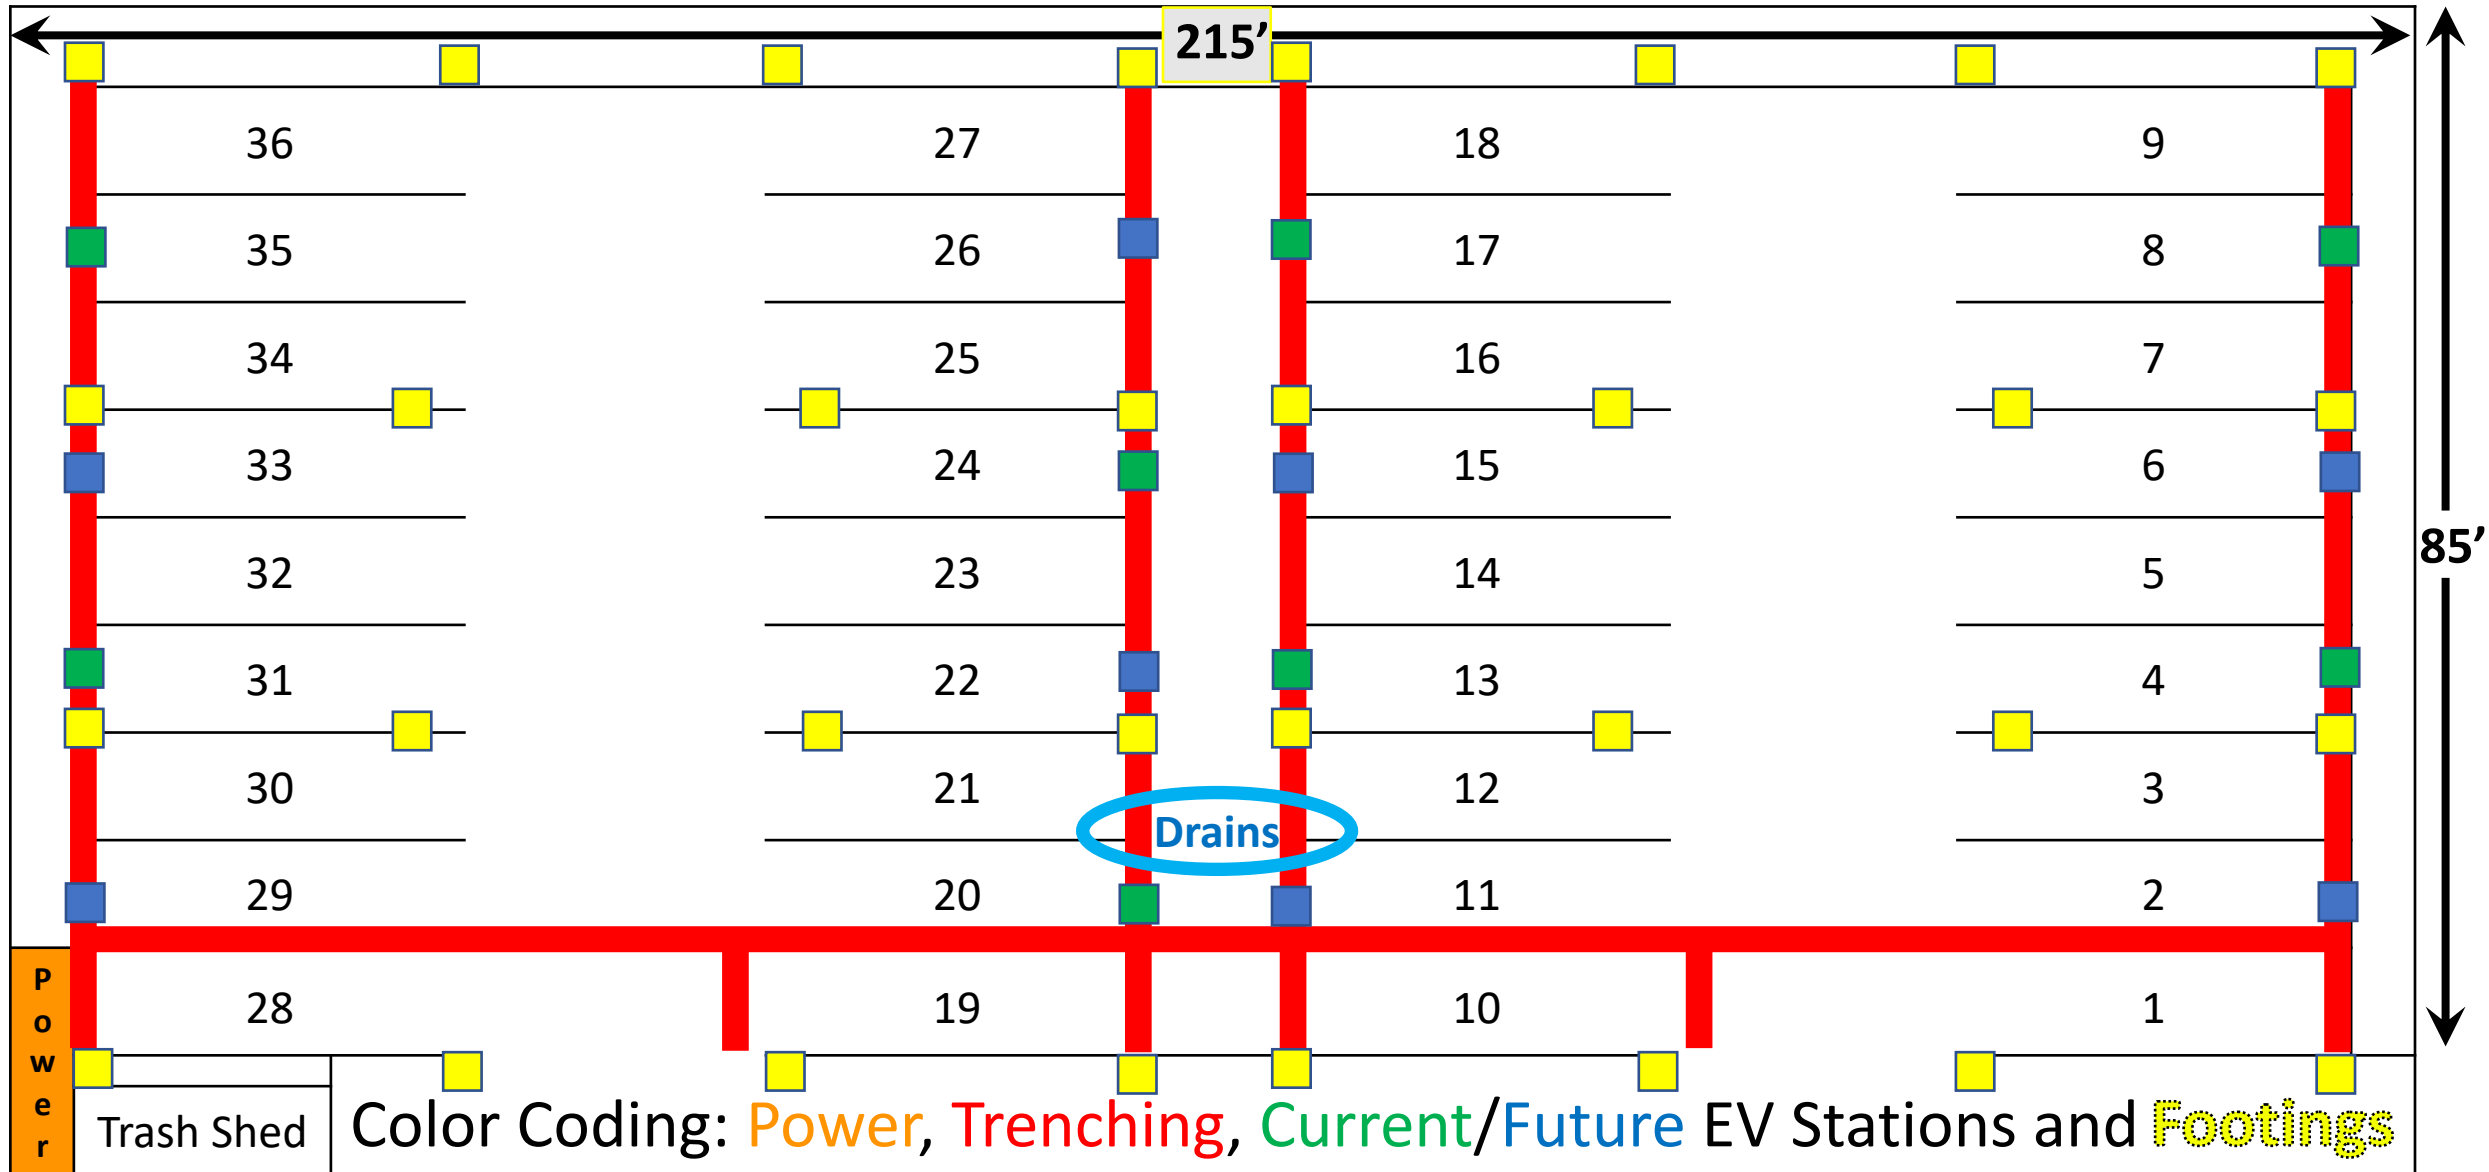 215’
36 27 18 9
35 26 17 8
34 25 16 7
33 24 15 6
85’
32 23 14 5
31 22 13 4
30 21 12 3
Drains
29 20 11 2
28 19 10 1
Power
Trash Shed
Color Coding: Power, Trenching, Current/Future EV Stations and Footings